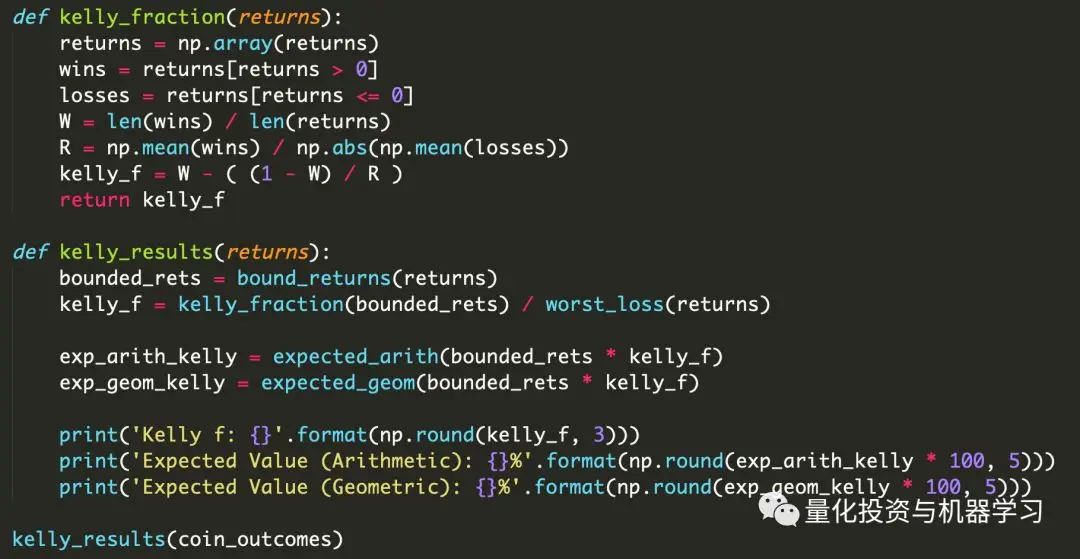 def kelly_fraction(returns):
    returns = np.array(returns)
    wins = returns[returns > 0]
    losses = returns[returns <= 0]
    W = len(wins) / len(returns)
    R = np.mean(wins) / np.abs(np.mean(losses))
    kelly_f = W - ( (1 - W) / R )
    return kelly_f
def kelly_results(returns):
    bounded_rets = bound_returns(returns)
    kelly_f = kelly_fraction(bounded_rets) / worst_loss(returns)
    exp_arith_kelly = expected_arith(bounded_rets * kelly_f)
    exp_geom_kelly = expected_geom(bounded_rets * kelly_f)
    print('Kelly f: {}'.format(np.round(kelly_f, 3)))
    print('Expected Value (Arithmetic): {}%'.format(np.round(exp_arith_kelly * 100, 5)))
    print('Expected Value (Geometric): {}%'.format(np.round(exp_geom_kelly * 100, 5)))
量化投资与机器学习
kelly_results(coin_outcomes)